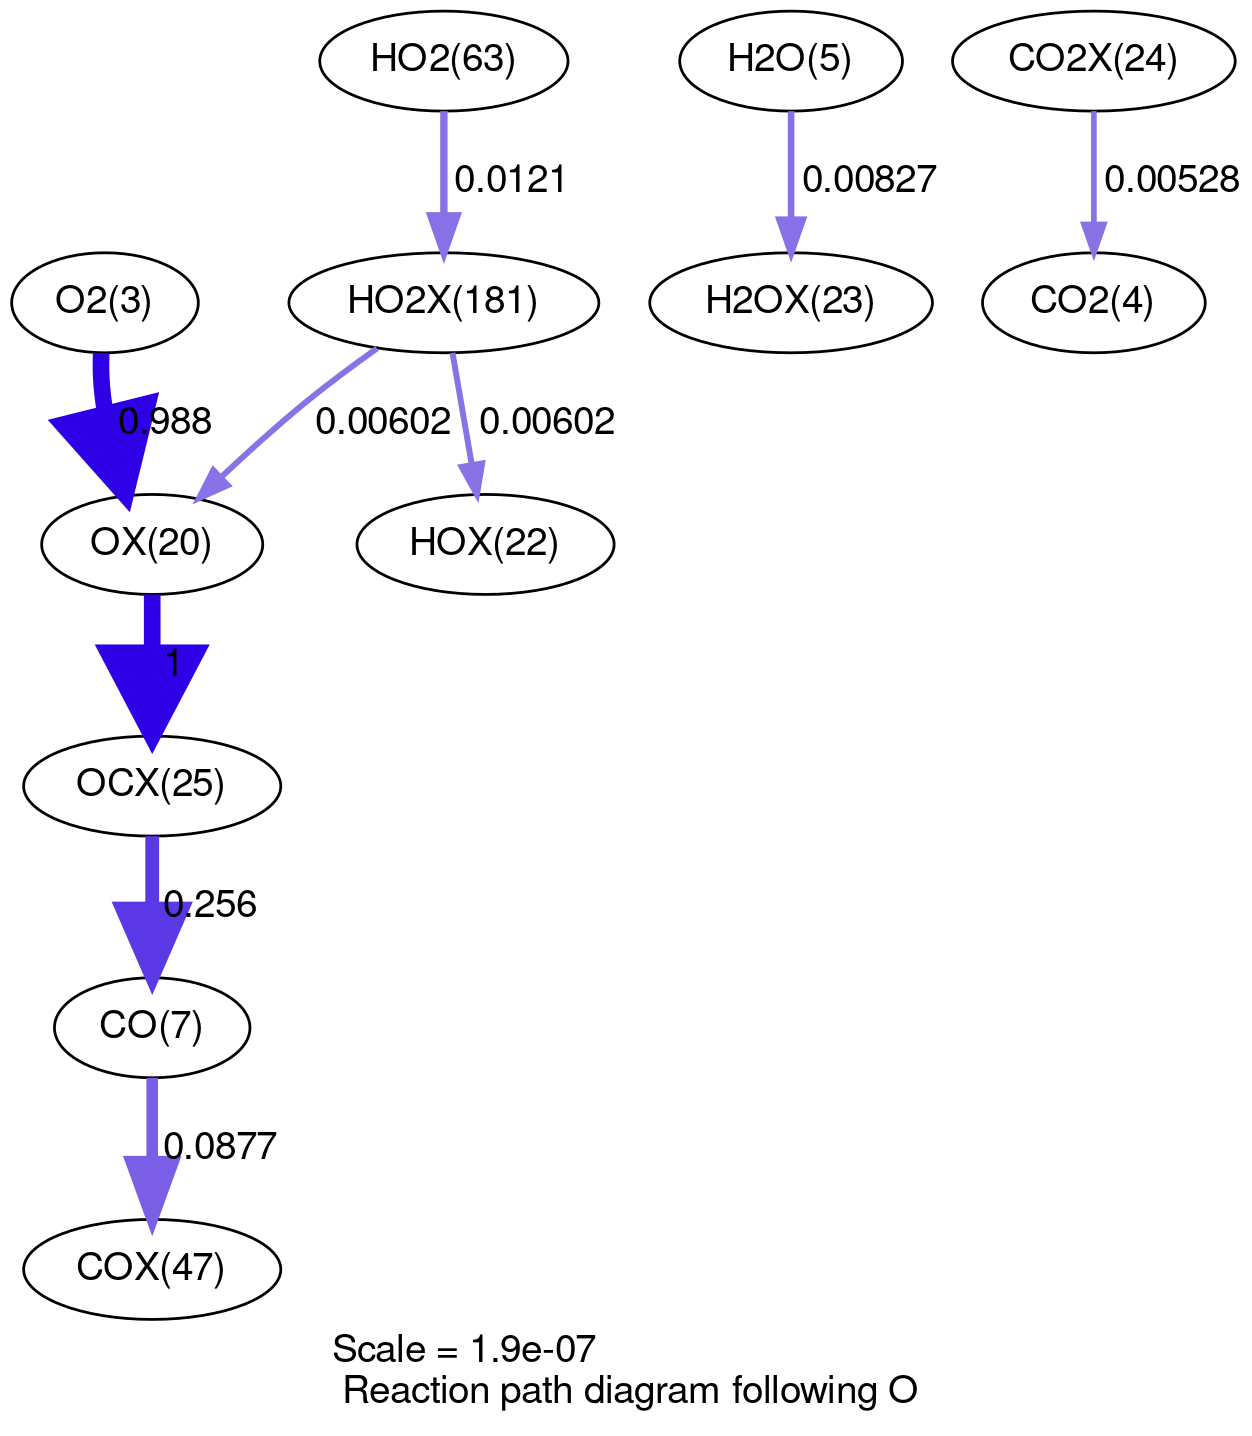 HO2(63)
H2O(5)
CO2X(24)
0.0121
0.00827
0.00528
O2(3)
HO2X(181)
H2OX(23)
CO2(4)
0.988
0.00602
0.00602
OX(20)
HOX(22)
1
OCX(25)
0.256
CO(7)
0.0877
COX(47)
Scale = 1.9e-07
Reaction path diagram following O